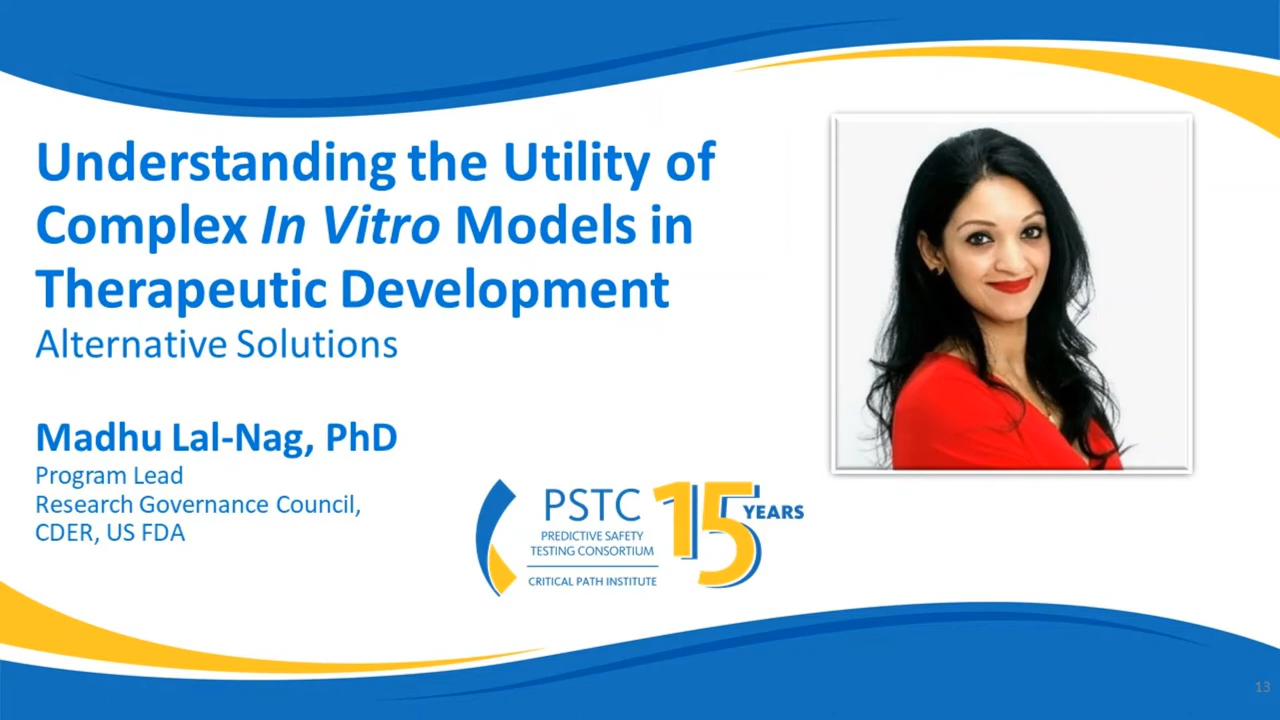 Understanding the Utility of
Complex In Vitro Models in
Therapeutic Development
Alternative Solutions
Madhu Lal-Nag, PhD
Program Lead
Research Governance Council,
CDER, US FDA
PSTC 15 YEARS
PREDICTIVE SAFETY
TESTING CONSORTIUM
CRITICAL PATH INSTITUTE
13